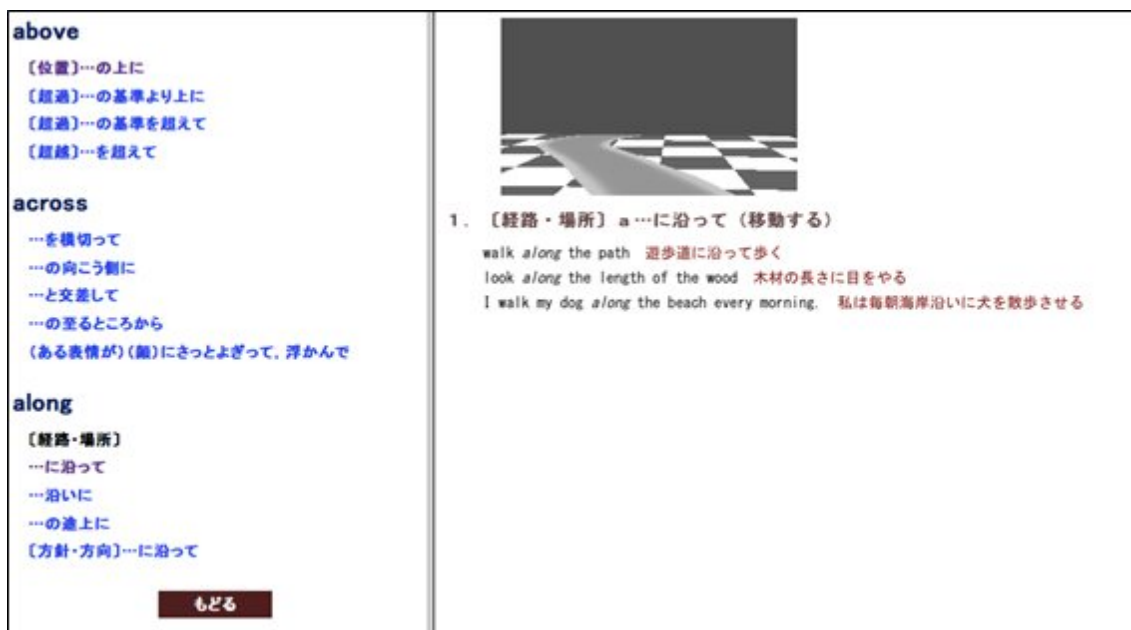 above
〔位置〕…の上に
〔超過〕…の基準より上に
〔超過〕…の基準を超えて
〔超越〕…を超えて
across
…を横切って
…の向こう側に
…と交差して
…の至るところから
(ある表情が)(顔)にさっとよぎって, 浮かんで
along
〔経路・場所〕
…に沿って
…沿いに
…の途上に
〔方針・方向〕…に沿って
もどる
1. 〔経路・場所〕 a …に沿って (移動する)
walk along the path 遊歩道に沿って歩く
look along the length of the wood 木材の長さに目をやる
I walk my dog along the beach every morning. 私は毎朝海岸沿いに犬を散歩させる